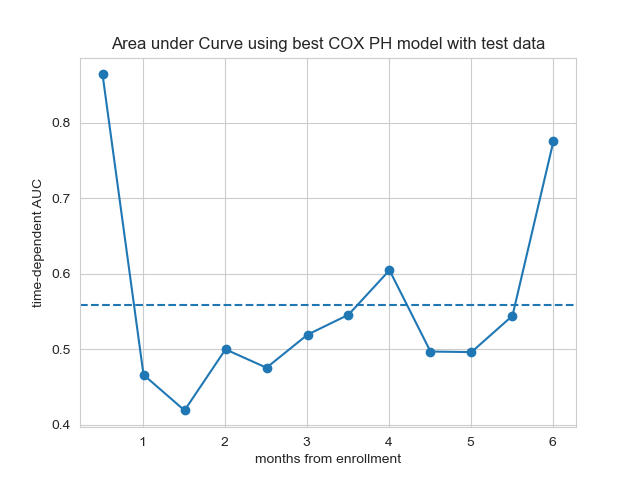 Area under Curve using best COX PH model with test data
time-dependent AUC
0.8
0.7
0.6
0.5
0.4
1 2 3 4 5 6
months from enrollment